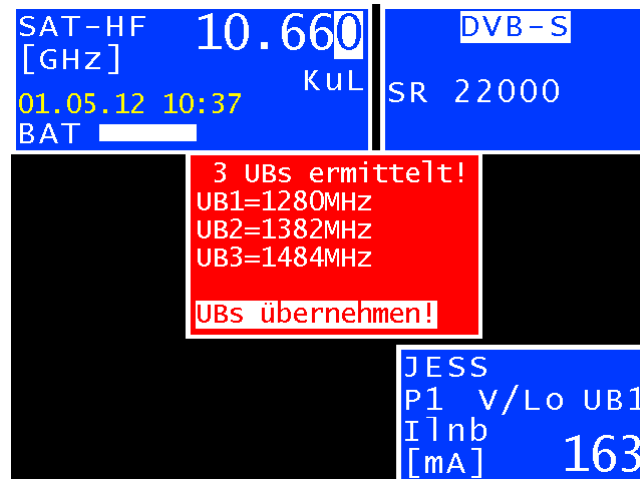 SAT-HF 10.660
[GHz]
KuL
01.05.12 10:37
BAT
DVB-S
SR 22000
3 UBs ermittelt!
UB1=1280MHz
UB2=1382MHz
UB3=1484MHz
UBs übernehmen!
JESS
P1 V/Lo UB1
Ilnb
[mA] 163